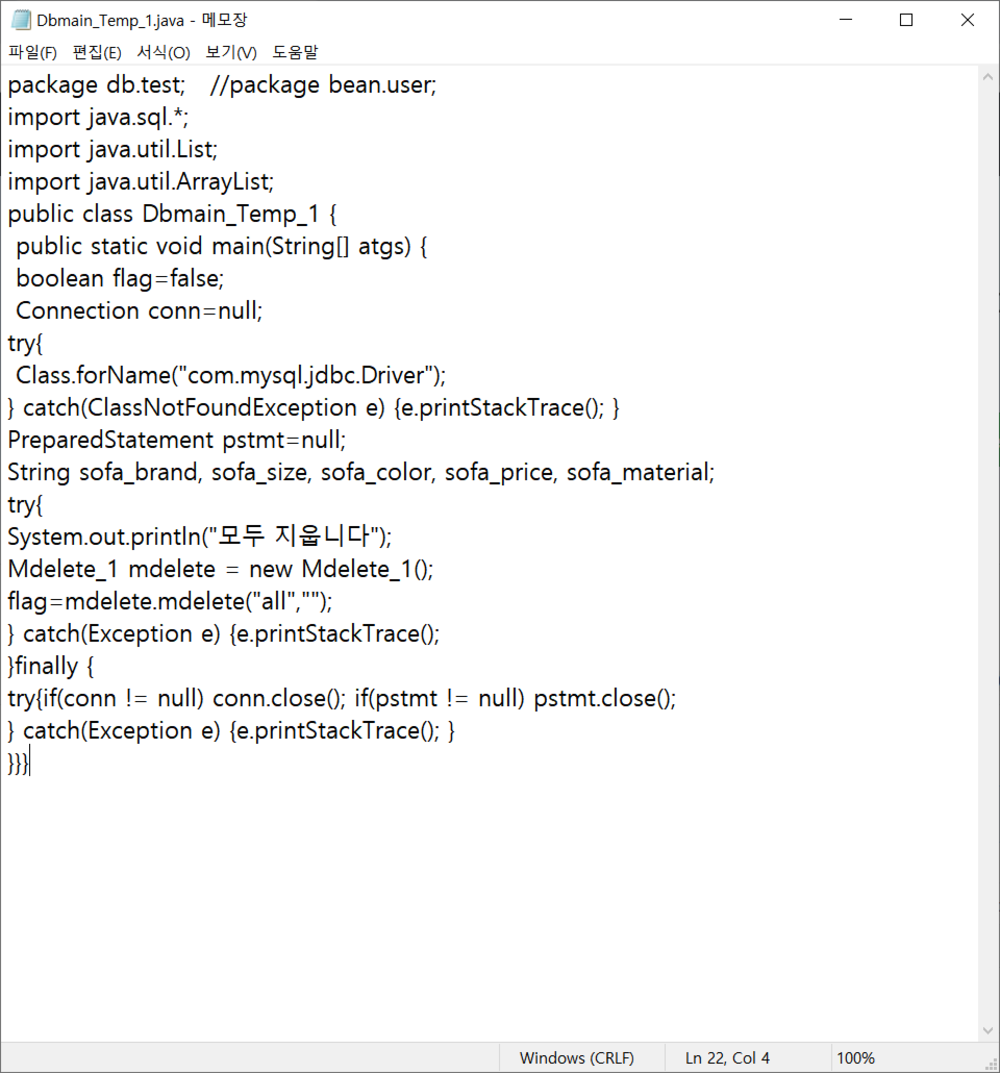 Dbmain_Temp_1.java - 메모장
파일(F) 편집(E) 서식(O) 보기(V) 도움말
package db.test;   //package bean.user;
import java.sql.*;
import java.util.List;
import java.util.ArrayList;
public class Dbmain_Temp_1 {
 public static void main(String[] atgs) {
 boolean flag=false;
 Connection conn=null;
try{
 Class.forName("com.mysql.jdbc.Driver");
} catch(ClassNotFoundException e) {e.printStackTrace(); }
PreparedStatement pstmt=null;
String sofa_brand, sofa_size, sofa_color, sofa_price, sofa_material;
try{
System.out.println("모두 지웁니다");
Mdelete_1 mdelete = new Mdelete_1();
flag=mdelete.mdelete("all","");
} catch(Exception e) {e.printStackTrace();
}finally {
try{if(conn != null) conn.close(); if(pstmt != null) pstmt.close();
} catch(Exception e) {e.printStackTrace(); }
}}}
Windows (CRLF) Ln 22, Col 4 100%